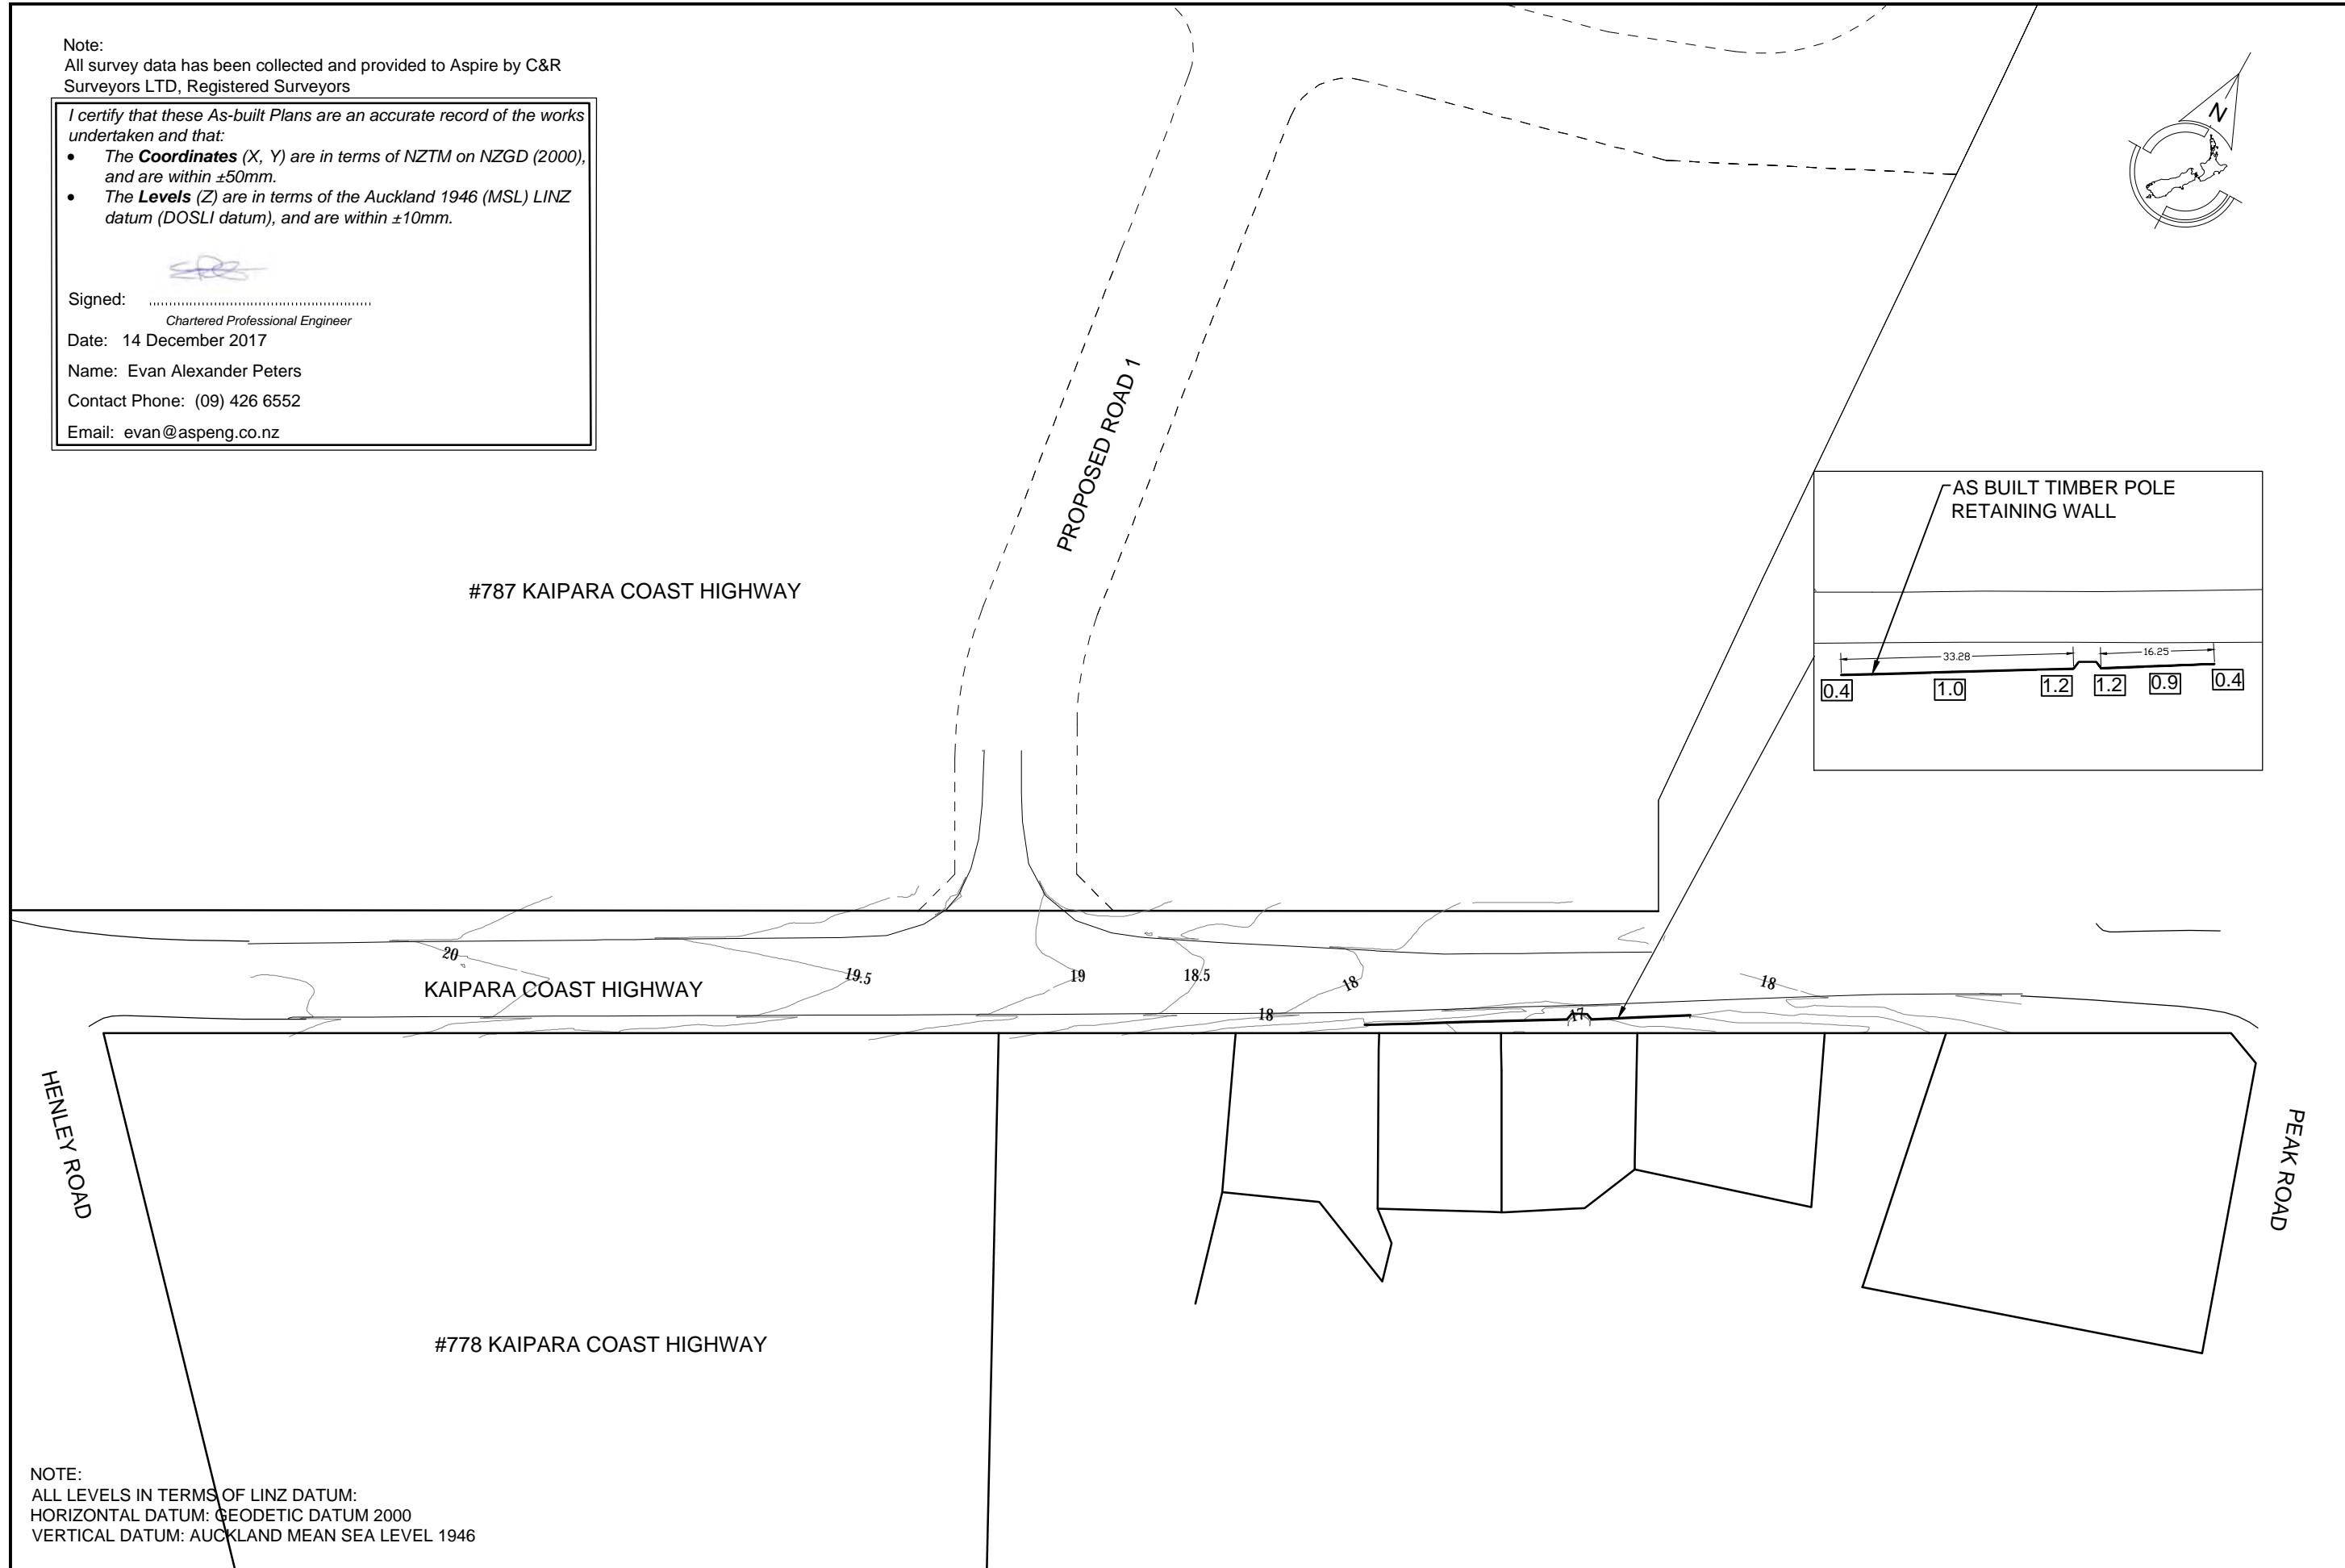 Note:
All survey data has been collected and provided to Aspire by C&R
Surveyors LTD, Registered Surveyors
I certify that these As-built Plans are an accurate record of the works
undertaken and that:
• The Coordinates (X, Y) are in terms of NZTM on NZGD (2000),
and are within ±50mm.
• The Levels (Z) are in terms of the Auckland 1946 (MSL) LINZ
datum (DOSLI datum), and are within ±10mm.
Signed:
Chartered Professional Engineer
Date: 14 December 2017
Name: Evan Alexander Peters
Contact Phone: (09) 426 6552
Email: evan@aspeng.co.nz
N
PROPOSED ROAD 1
AS BUILT TIMBER POLE
RETAINING WALL
33.28
16.25
0.4
1.0
1.2
1.2
0.9
0.4
#787 KAIPARA COAST HIGHWAY
20
19.5
19
18.5
18
18
KAIPARA COAST HIGHWAY
18
17
HENLEY ROAD
PEAK ROAD
#778 KAIPARA COAST HIGHWAY
NOTE:
ALL LEVELS IN TERMS OF LINZ DATUM:
HORIZONTAL DATUM: GEODETIC DATUM 2000
VERTICAL DATUM: AUCKLAND MEAN SEA LEVEL 1946